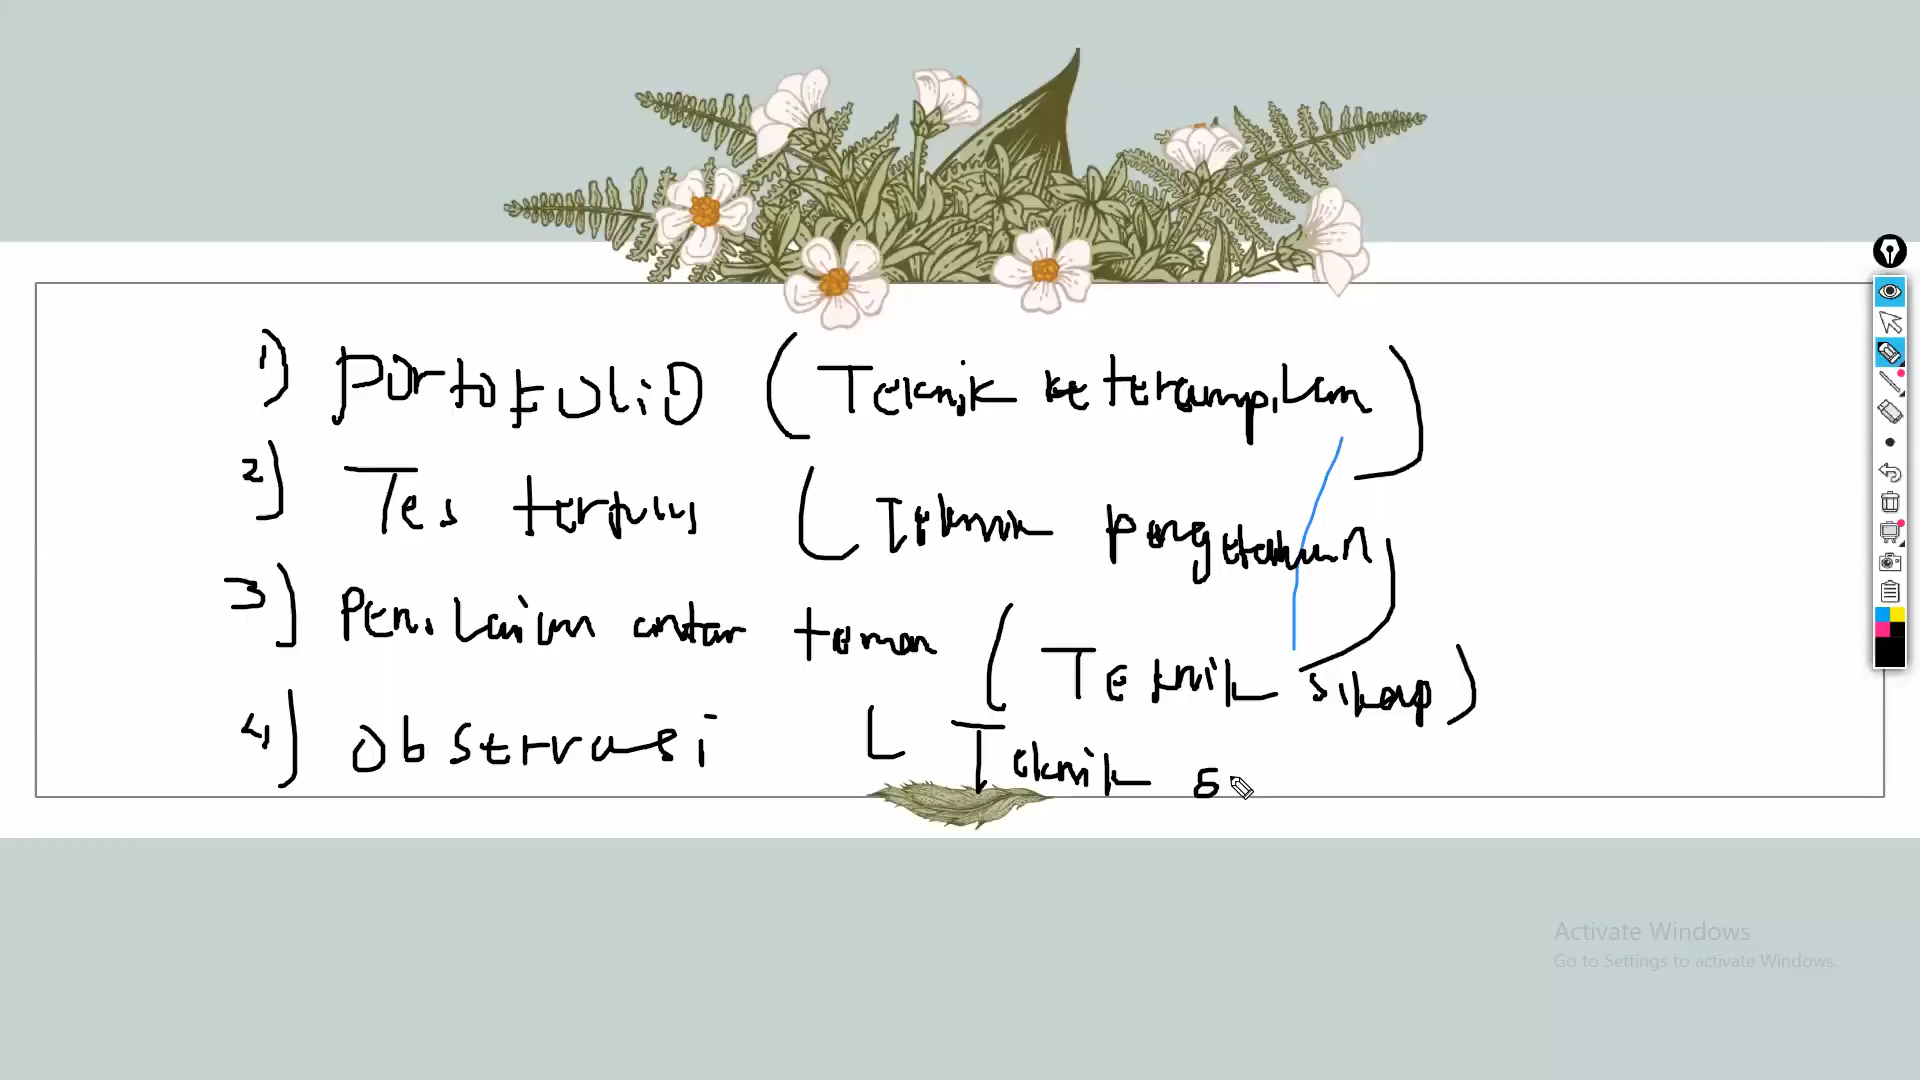 1) Portofolio (Teknik keterampilan)
2) Tes tertulis (Teknik pengetahuan)
3) Penilaian antar teman (Teknik sikap)
4) Observasi ( Teknik s
Activate Windows
Go to Settings to activate Windows.